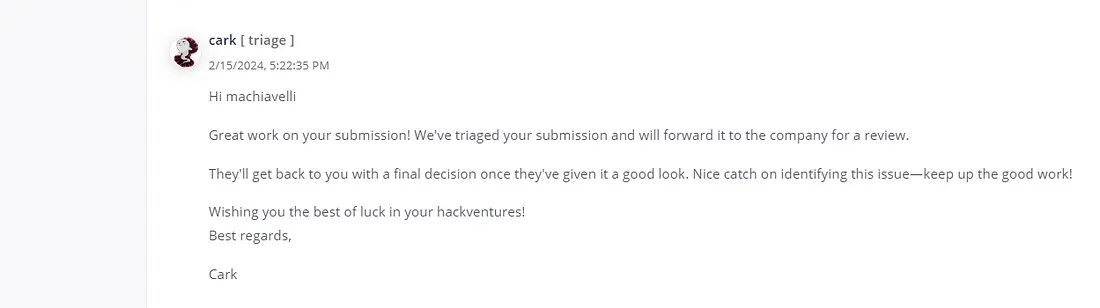 cark [ triage ]
2/15/2024, 5:22:35 PM
Hi machiavelli
Great work on your submission! We've triaged your submission and will forward it to the company for a review.
They'll get back to you with a final decision once they've given it a good look. Nice catch on identifying this issue—keep up the good work!
Wishing you the best of luck in your hackventures!
Best regards,
Cark